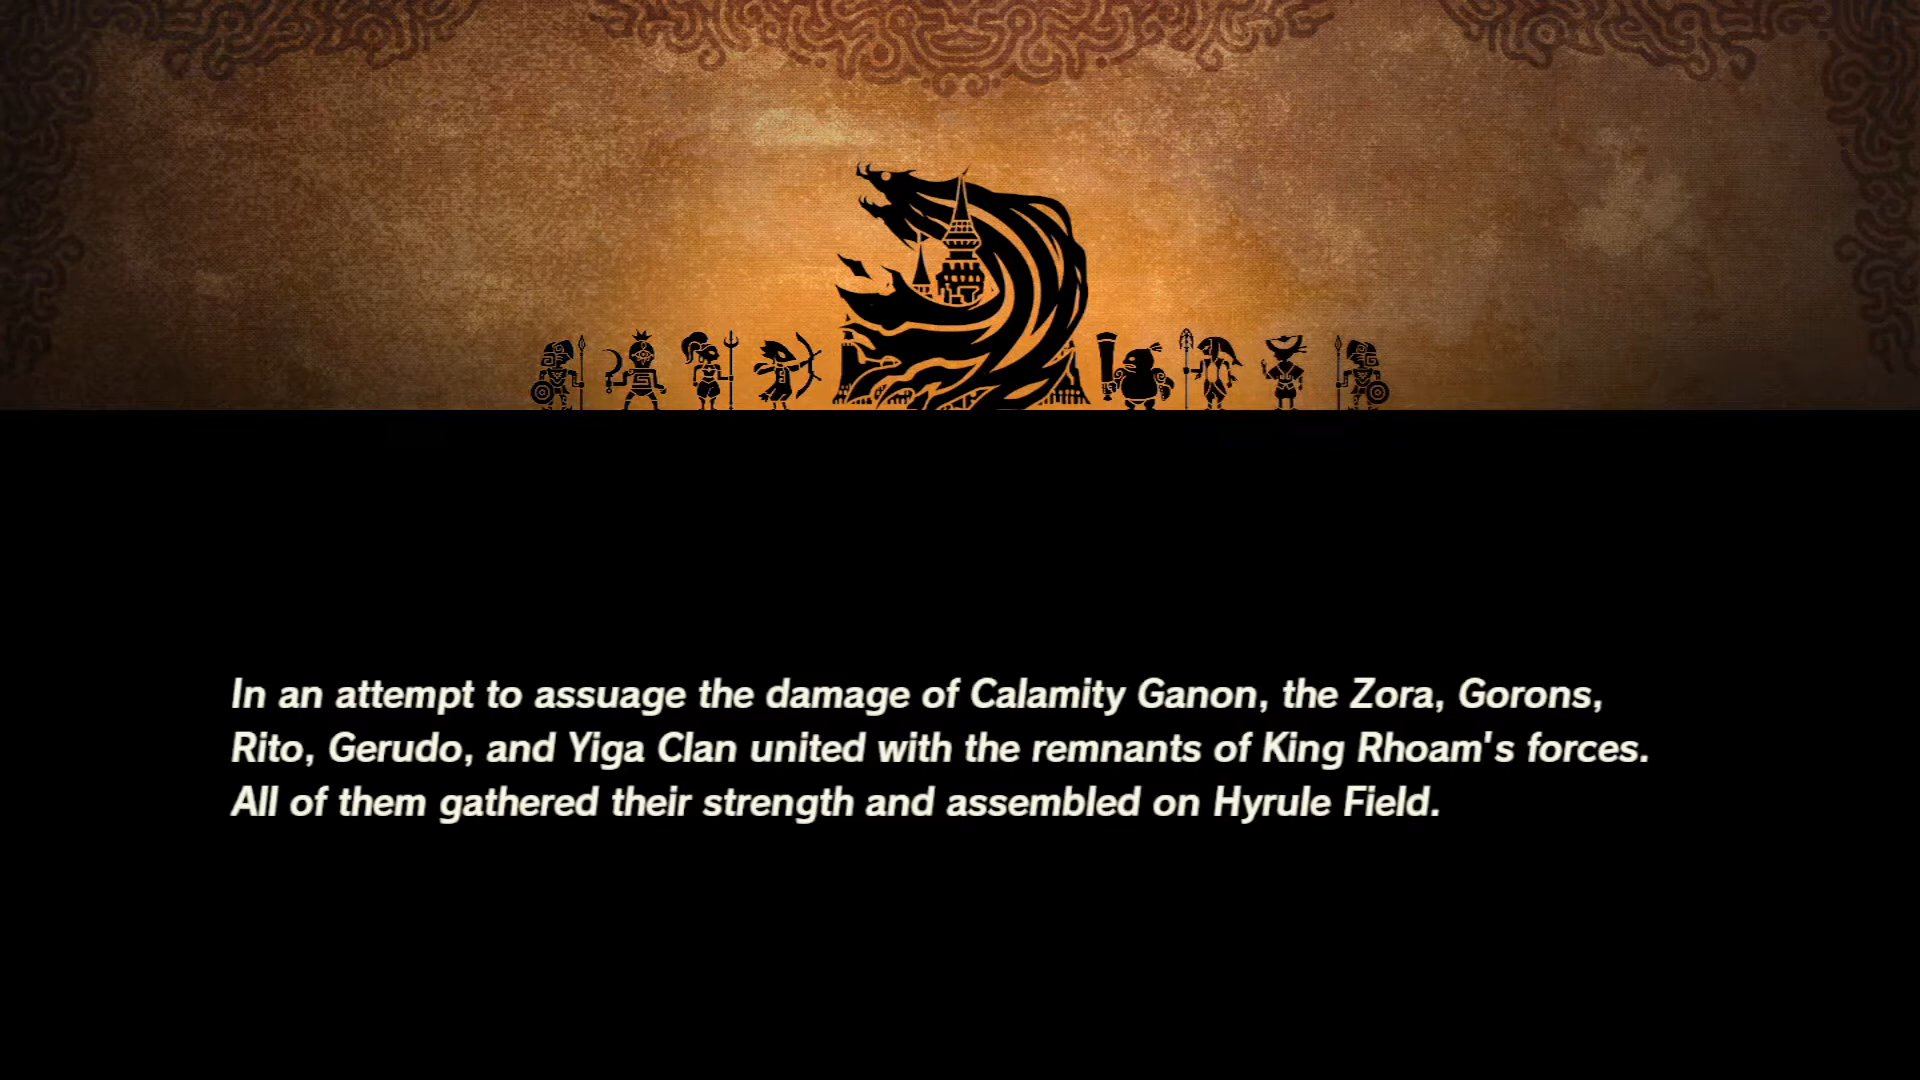 In an attempt to assuage the damage of Calamity Ganon, the Zora, Gorons,
Rito, Gerudo, and Yiga Clan united with the remnants of King Rhoam's forces.
All of them gathered their strength and assembled on Hyrule Field.